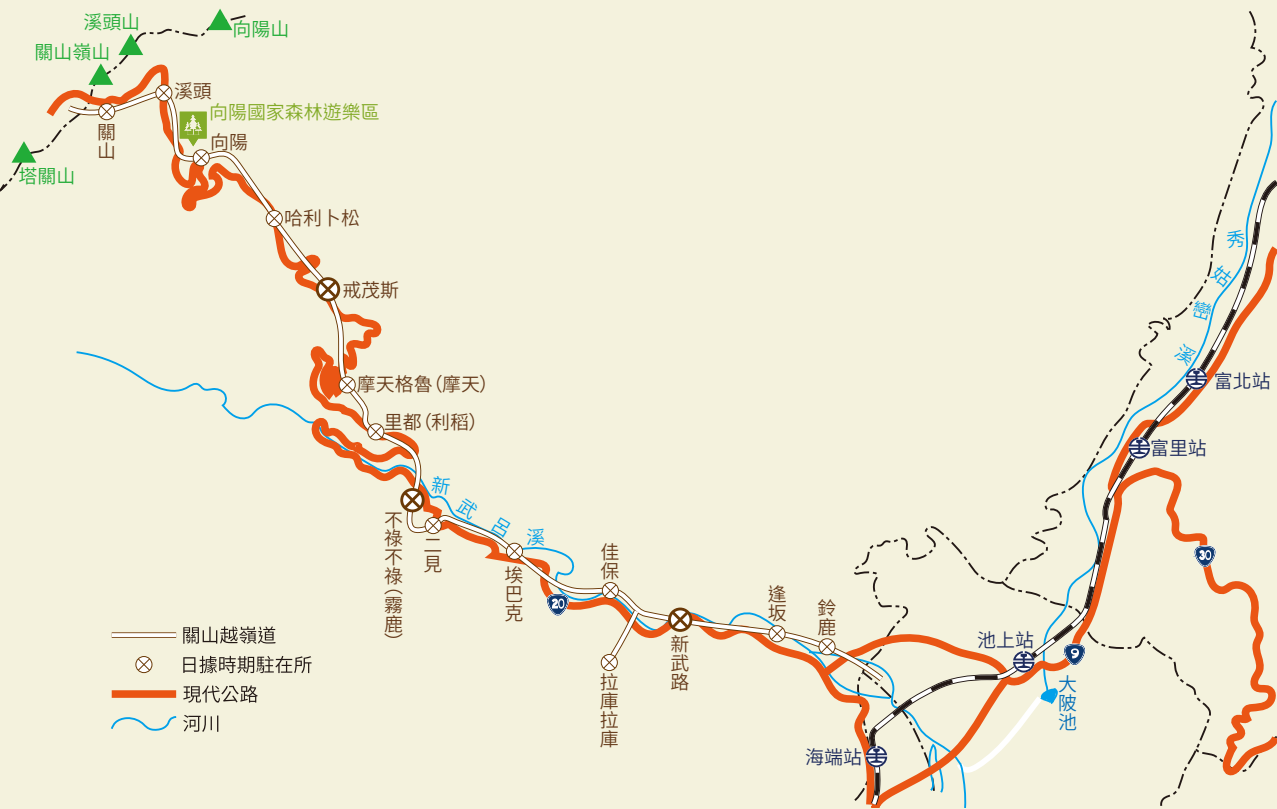 溪頭山
向陽山
關山嶺山
塔關山
溪頭
關山
向陽國家森林遊樂區
向陽
哈利卜松
戒茂斯
摩天格魯(摩天)
里都(利稻)
不祿不祿(霧鹿)
二見
新武呂溪
埃巴克
佳保
20
拉庫拉庫
新武路
逢坂
鈴鹿
秀姑巒溪
富北站
富里站
30
池上站
9
大陂池
海端站
關山越嶺道
日據時期駐在所
現代公路
河川